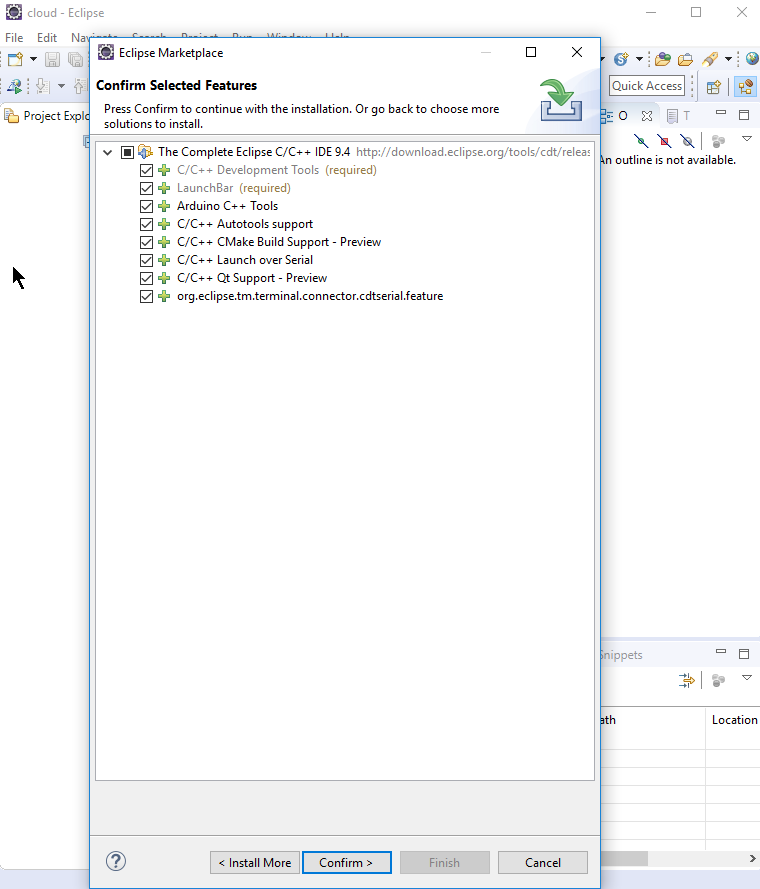 cloud - Eclipse
File Edit Navigate Search Project Run Window Help
Eclipse Marketplace
Quick Access
Project Explo
O
T
An outline is not available.
Confirm Selected Features
Press Confirm to continue with the installation. Or go back to choose more
solutions to install.
The Complete Eclipse C/C++ IDE 9.4 http://download.eclipse.org/tools/cdt/releas
C/C++ Development Tools (required)
LaunchBar (required)
Arduino C++ Tools
C/C++ Autotools support
C/C++ CMake Build Support - Preview
C/C++ Launch over Serial
C/C++ Qt Support - Preview
org.eclipse.tm.terminal.connector.cdtserial.feature
Snippets
ath Location
< Install More Confirm > Finish Cancel